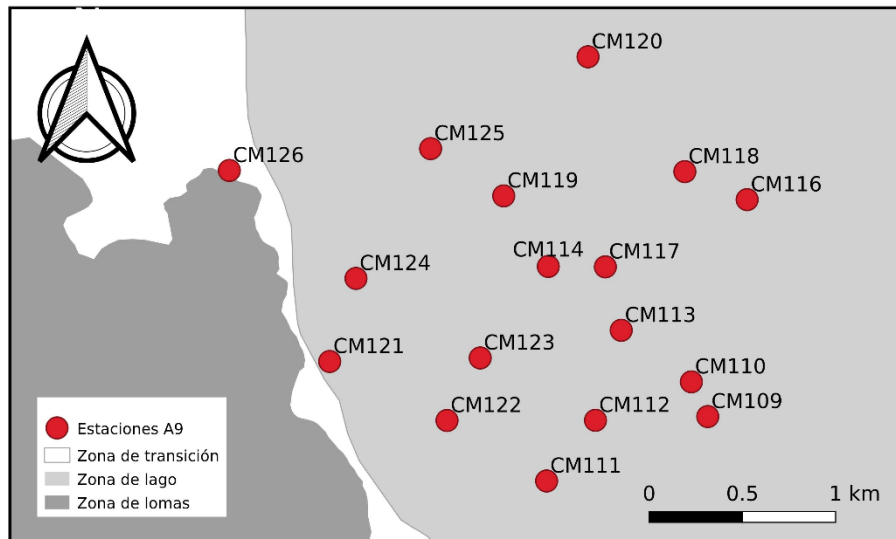 CM120
CM125
CM126
CM118
CM119
CM116
CM114
CM117
CM124
CM113
CM123
CM121
CM110
CM109
CM122
CM112
CM111
Estaciones A9
Zona de transición
Zona de lago
Zona de lomas
0 0.5 1 km